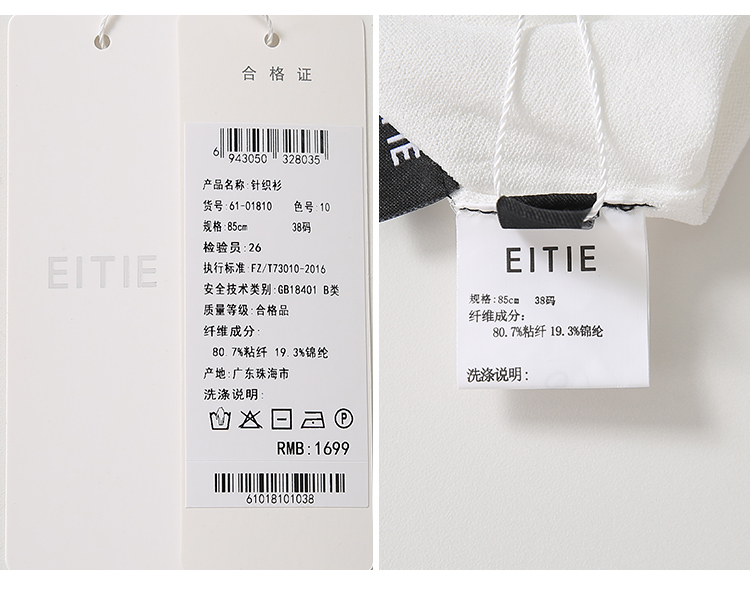 EITIE
合格证
6 943050 328035
产品名称: 针织衫
货号: 61-01810 色号: 10
规格: 85cm 38码
检验员: 26
执行标准: FZ/T73010-2016
安全技术类别: GB18401 B类
质量等级: 合格品
纤维成分:
80.7%粘纤 19.3%锦纶
产地: 广东珠海市
洗涤说明:
P
RMB: 1699
61018101038
TIE
EITIE
规格: 85cm 38码
纤维成分:
80.7%粘纤 19.3%锦纶
洗涤说明: